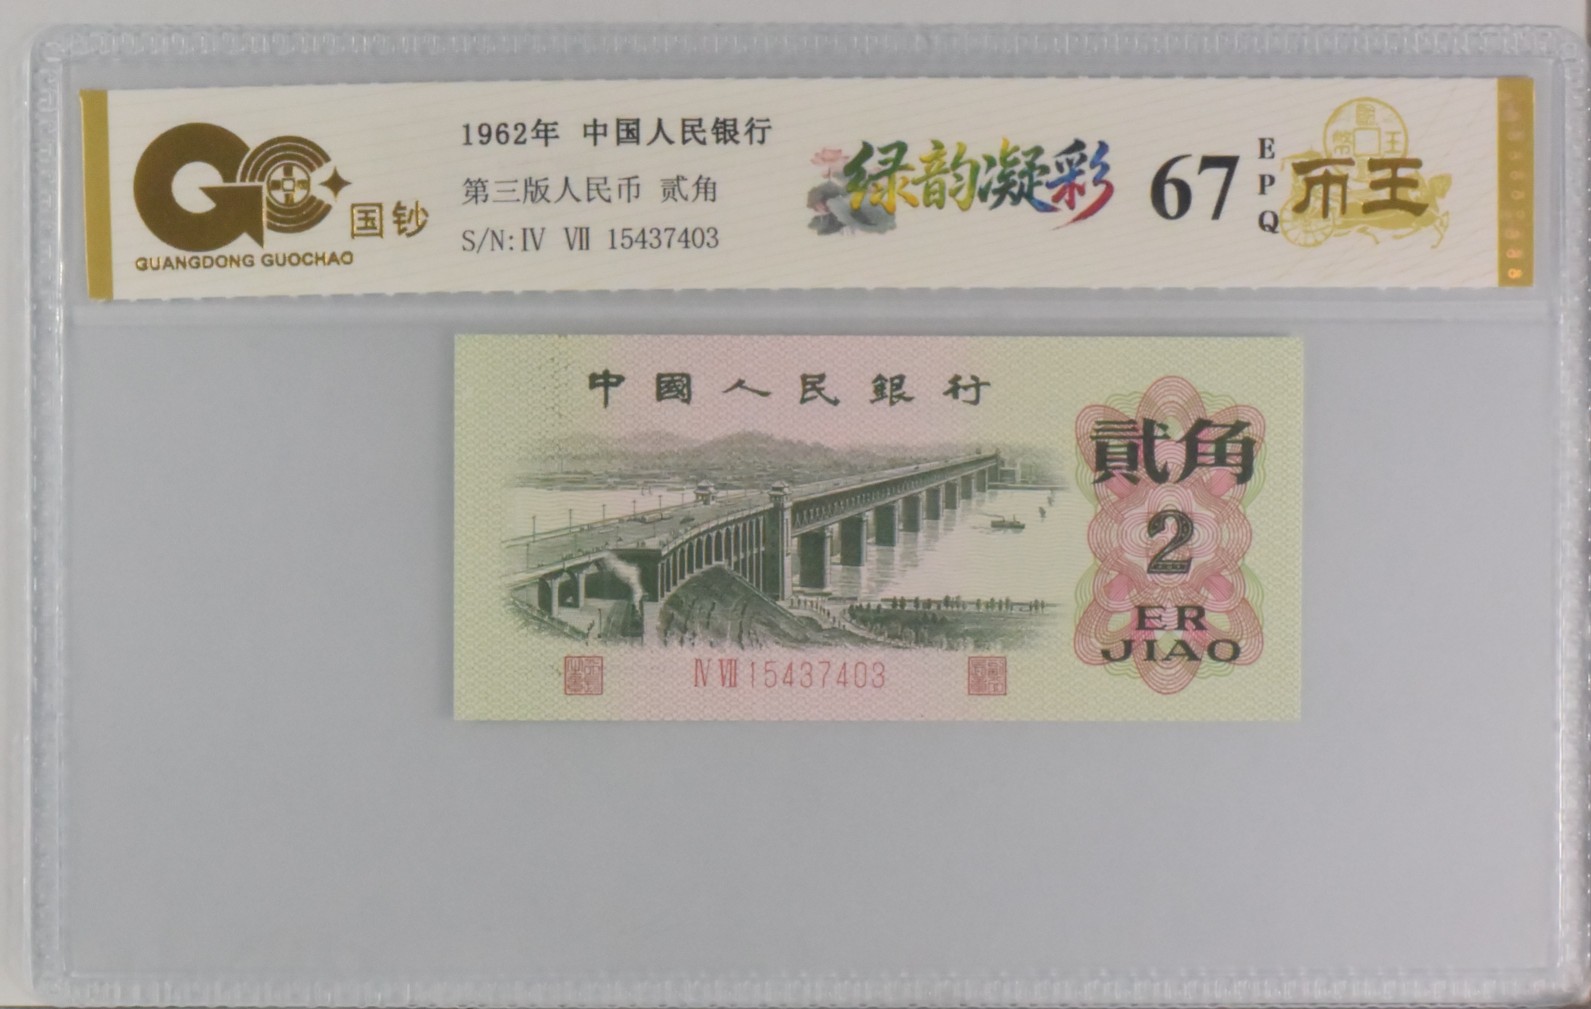 国钞
GUANGDONG GUOCHAO
1962年 中国人民银行
第三版人民币 贰角
S/N:Ⅳ Ⅶ 15437403
绿韵凝彩
67
EPQ
币王
中國人民銀行
貳角
2
ER
JIAO
Ⅳ Ⅶ 15437403